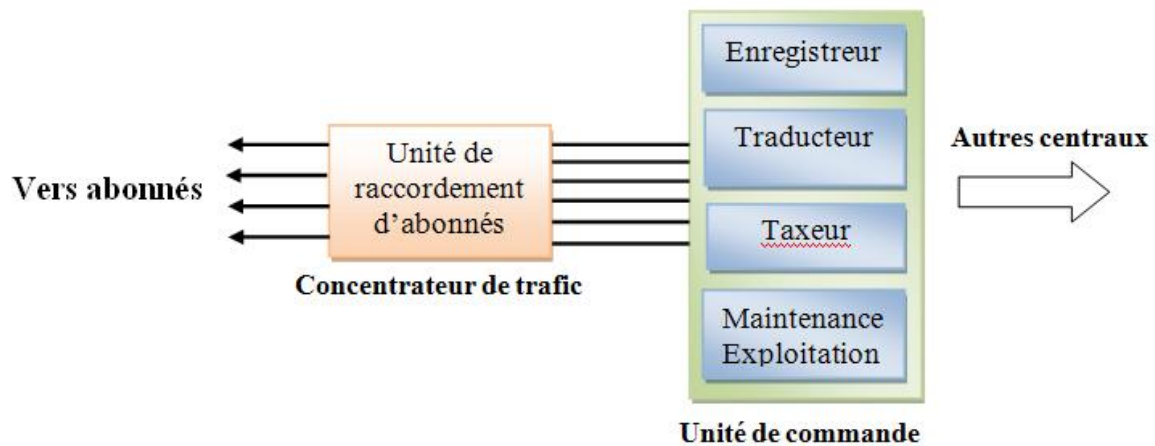 Vers abonnés
Unité de
raccordement
d'abonnés
Concentrateur de trafic
Enregistreur
Traducteur
Taxeur
Maintenance
Exploitation
Unité de commande
Autres centraux